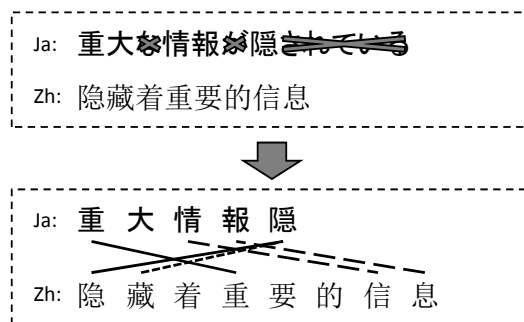 Ja: 重大な情報が隠されている
Zh: 隐藏着重要的信息
Ja: 重 大 情 報 隠
Zh: 隐 藏 着 重 要 的 信 息